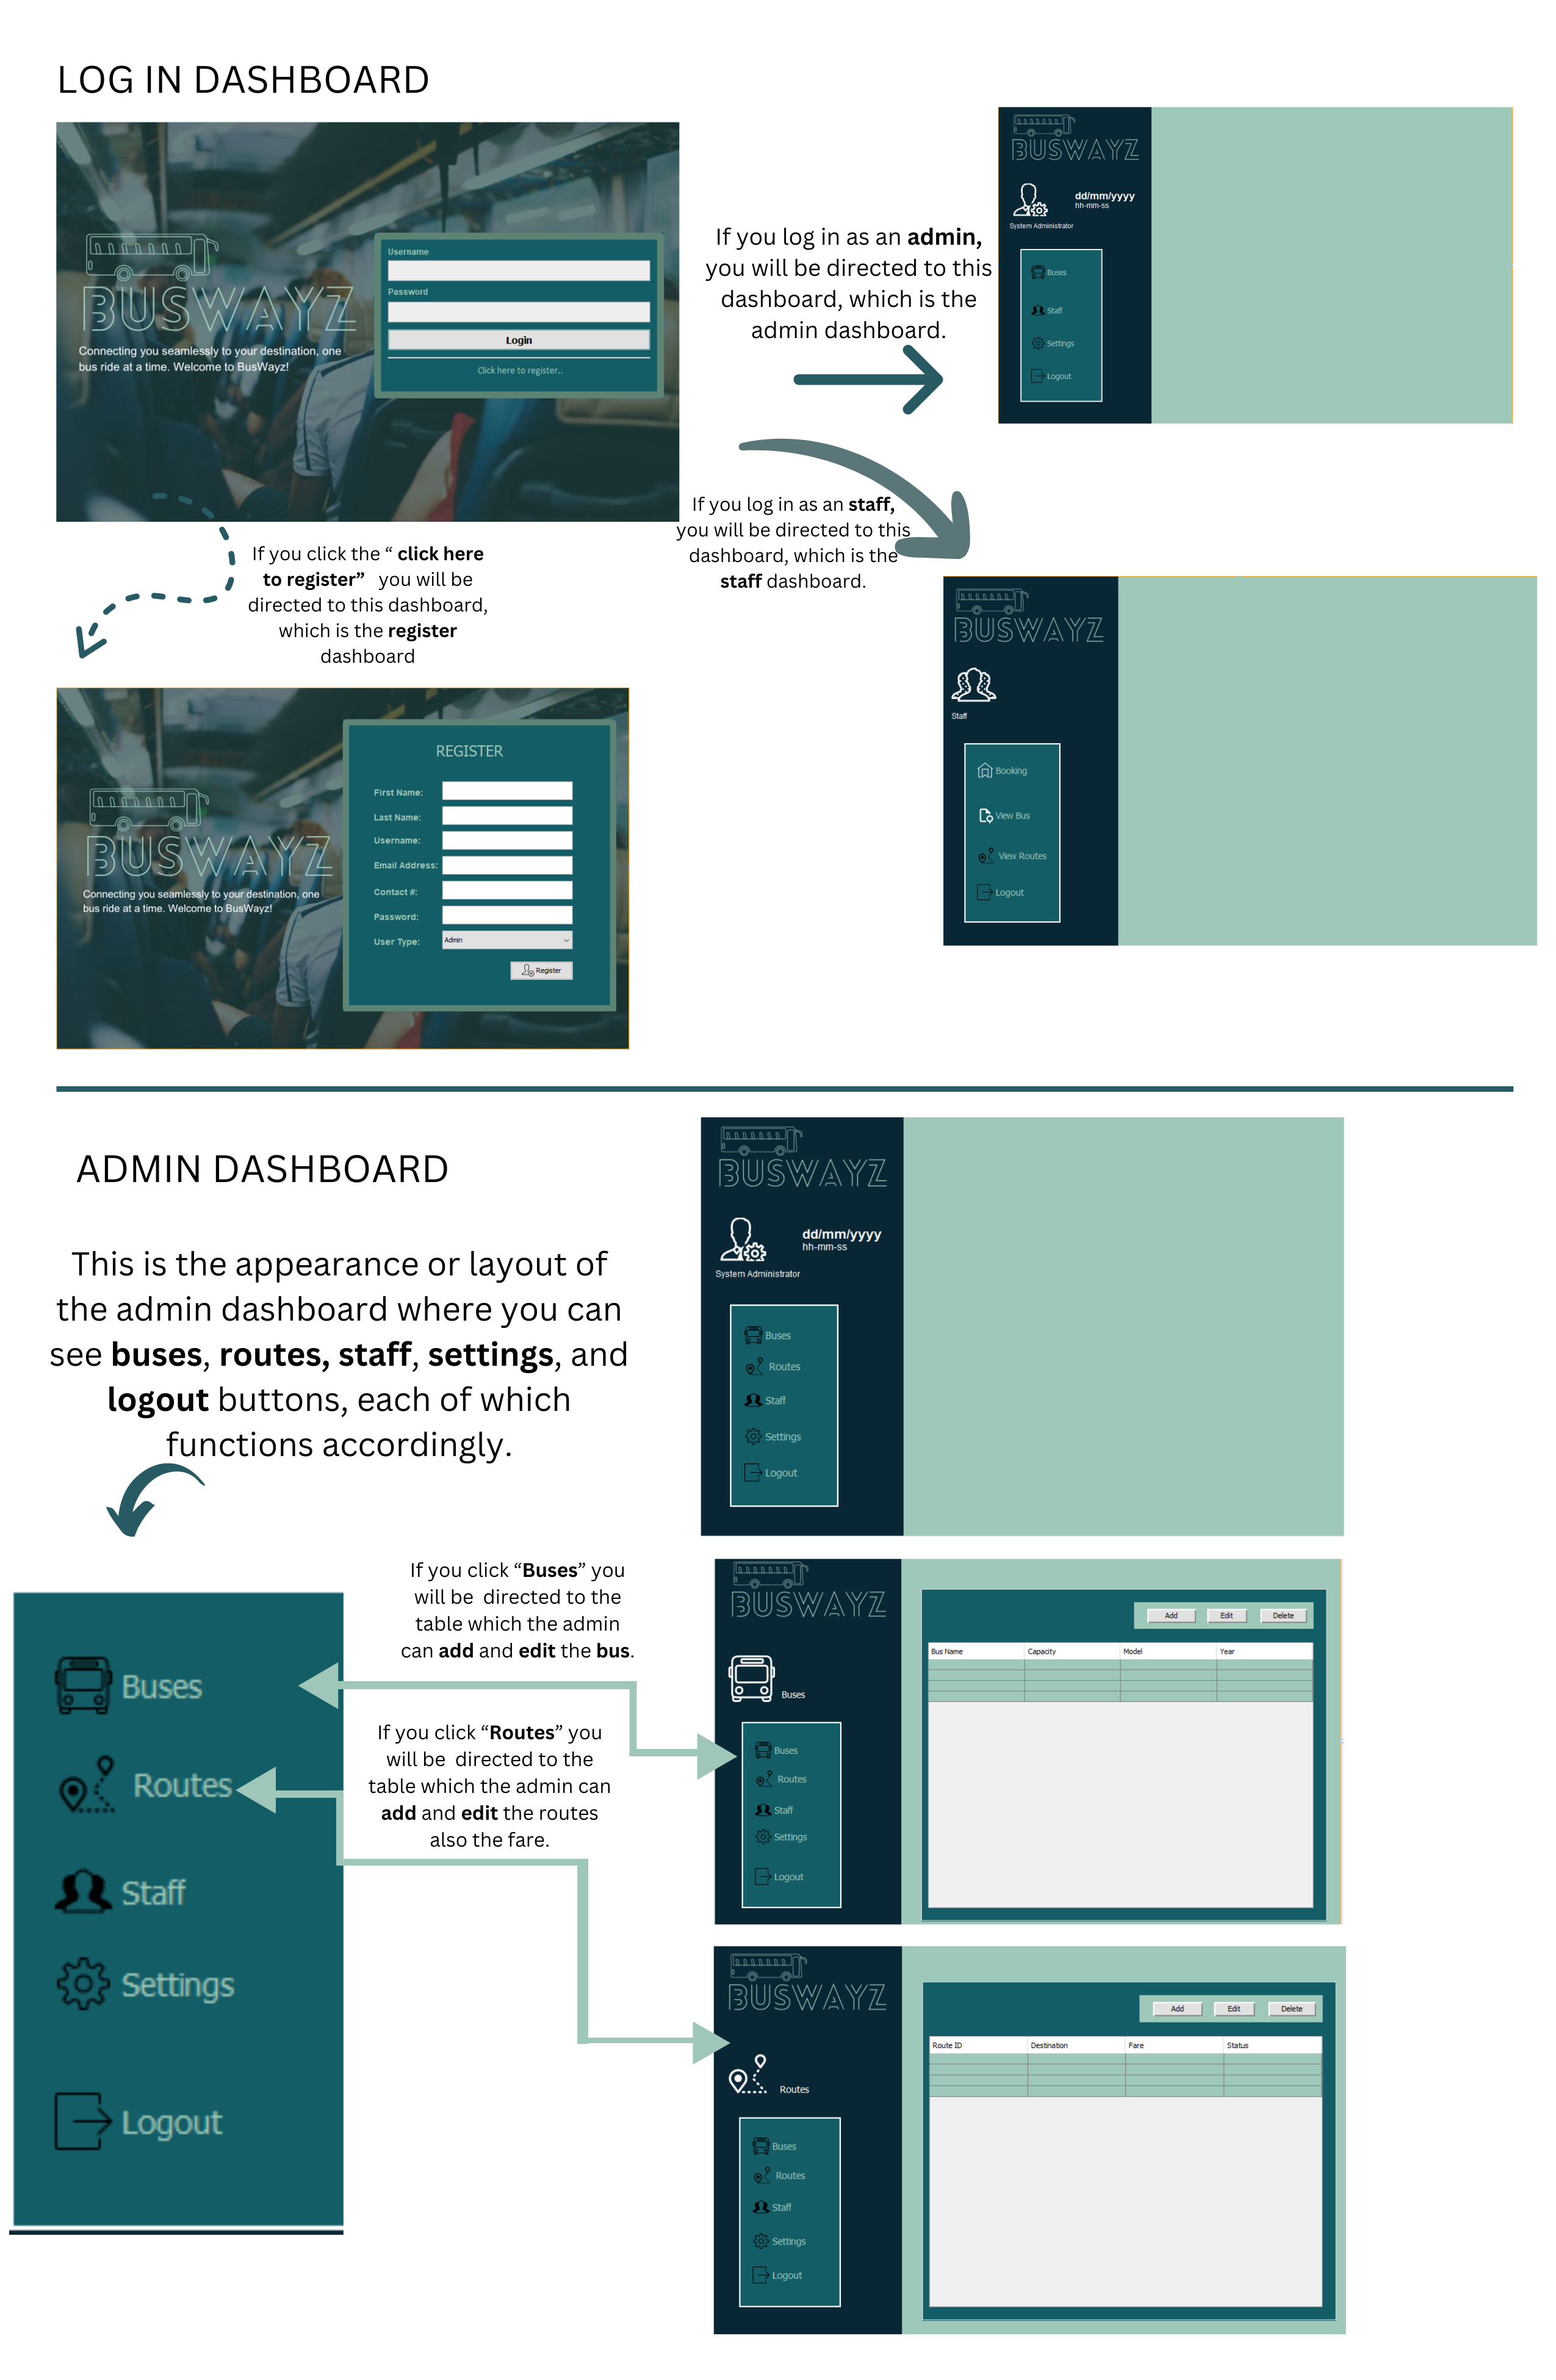 LOG IN DASHBOARD
BUSWAYZ
Connecting you seamlessly to your destination, one
bus ride at a time. Welcome to BusWayz!
Username
Password
Login
Click here to register..
If you log in as an admin,
you will be directed to this
dashboard, which is the
admin dashboard.
BUSWAYZ
dd/mm/yyyy
hh-mm-ss
System Administrator
Buses
Staff
Settings
Logout
If you log in as an staff,
you will be directed to this
dashboard, which is the
staff dashboard.
BUSWAYZ
Staff
Booking
View Bus
View Routes
Logout
If you click the “ click here
to register” you will be
directed to this dashboard,
which is the register
dashboard
BUSWAYZ
Connecting you seamlessly to your destination, one
bus ride at a time. Welcome to BusWayz!
REGISTER
First Name:
Last Name:
Username:
Email Address:
Contact #:
Password:
User Type:
Admin
Register
ADMIN DASHBOARD
This is the appearance or layout of
the admin dashboard where you can
see buses, routes, staff, settings, and
logout buttons, each of which
functions accordingly.
BUSWAYZ
dd/mm/yyyy
hh-mm-ss
System Administrator
Buses
Routes
Staff
Settings
Logout
Buses
Routes
Staff
Settings
Logout
If you click “Buses” you
will be directed to the
table which the admin
can add and edit the bus.
If you click “Routes” you
will be directed to the
table which the admin can
add and edit the routes
also the fare.
BUSWAYZ
Buses
Buses
Routes
Staff
Settings
Logout
Add Edit Delete
Bus Name Capacity Model Year
BUSWAYZ
Routes
Buses
Routes
Staff
Settings
Logout
Add Edit Delete
Route ID Destination Fare Status